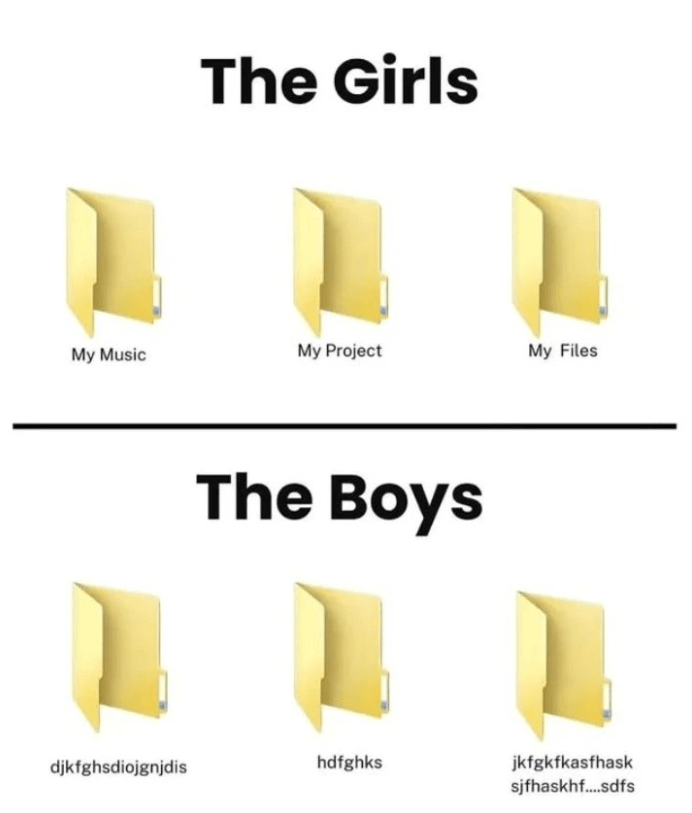 The Girls
My Music
My Project
My Files
The Boys
djkfghsdiojgnjdis
hdfghks
jkfgkfkasfhask
sjfhaskhf....sdfs